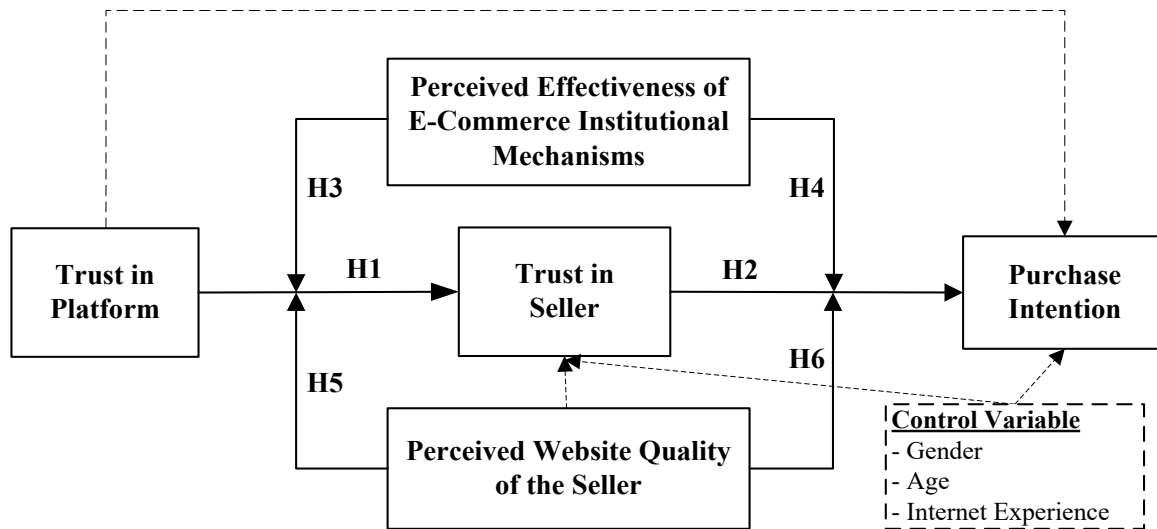 Perceived Effectiveness of
E-Commerce Institutional
Mechanisms
H3
H4
Trust in
Platform
H1
Trust in
Seller
H2
Purchase
Intention
H5
H6
Perceived Website Quality
of the Seller
Control Variable
- Gender
- Age
- Internet Experience